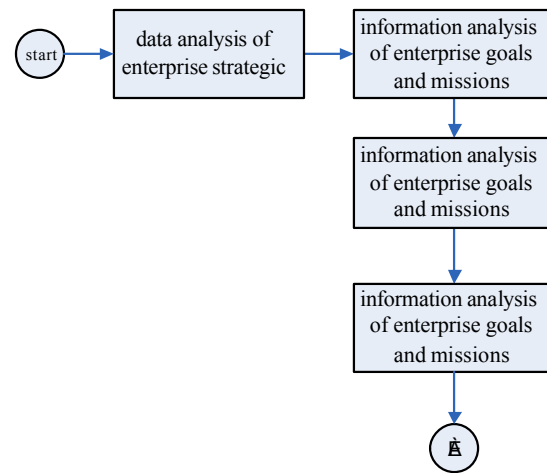 start
data analysis of
enterprise strategic
information analysis
of enterprise goals
and missions
information analysis
of enterprise goals
and missions
information analysis
of enterprise goals
and missions